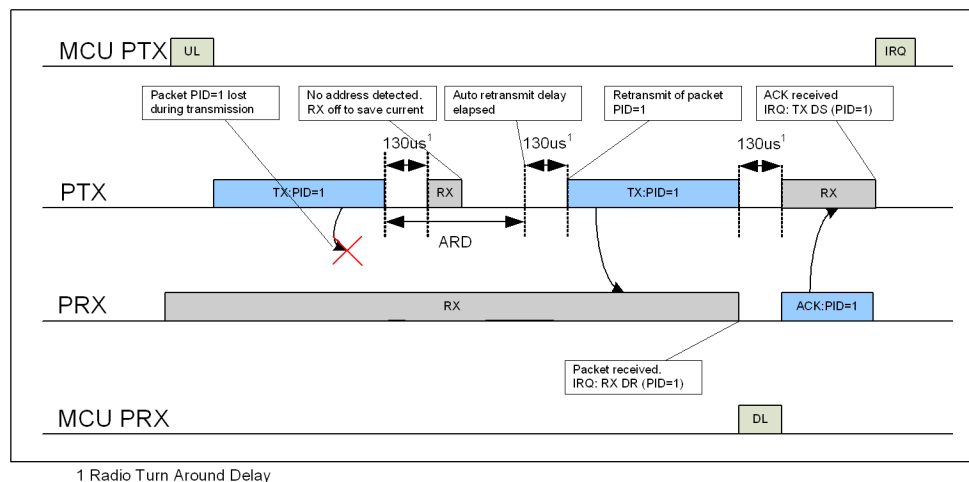 MCU PTX
UL
IRQ
Packet PID=1 lost
during transmission
No address detected.
RX off to save current
Auto retransmit delay
elapsed
Retransmit of packet
PID=1
ACK received
IRQ: TX DS (PID=1)
130us1
130us1
130us1
PTX
TX:PID=1
RX
TX:PID=1
RX
ARD
PRX
RX
ACK:PID=1
Packet received.
IRQ: RX DR (PID=1)
MCU PRX
DL
1 Radio Turn Around Delay